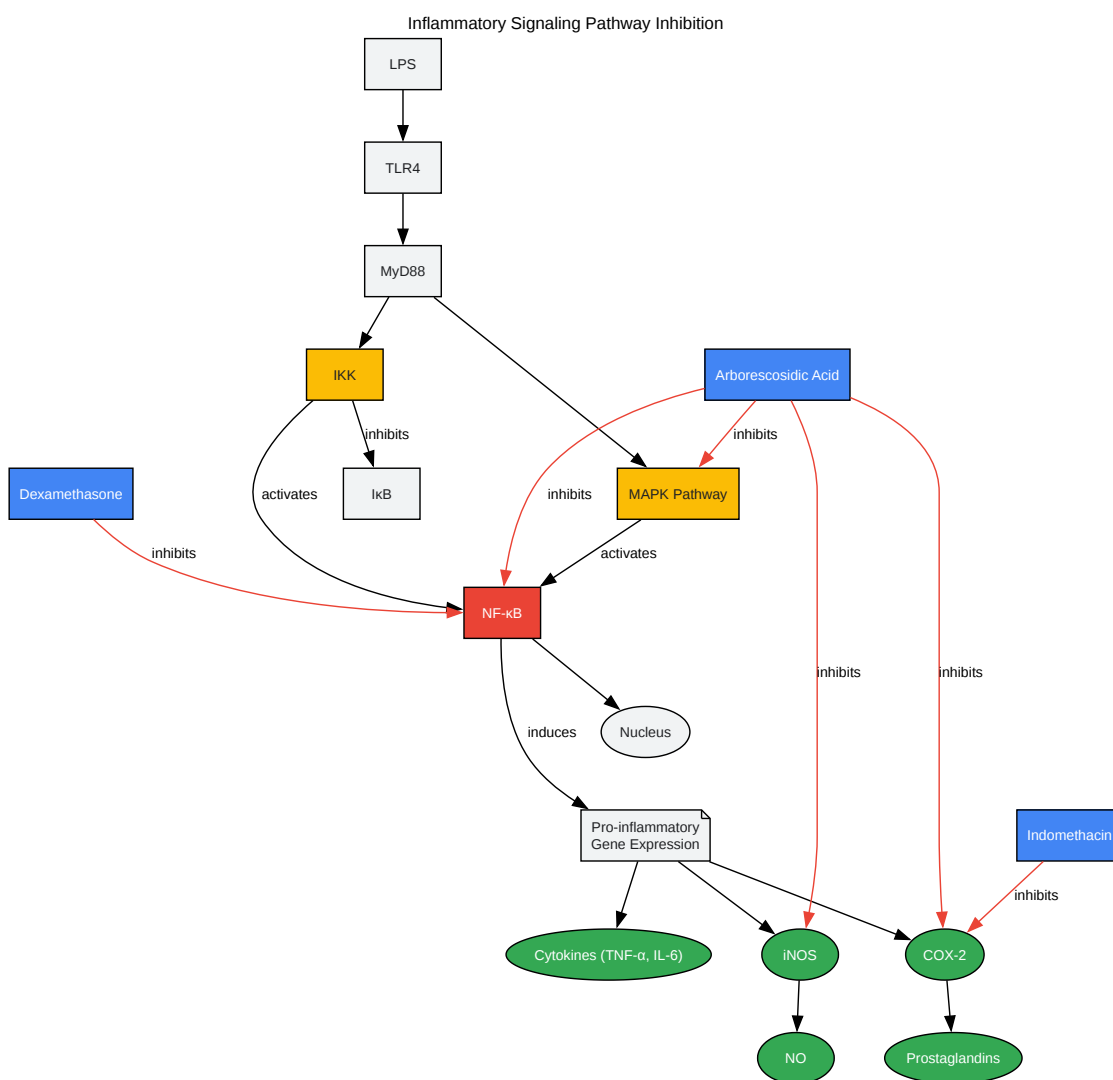 Inflammatory Signaling Pathway Inhibition
LPS
TLR4
MyD88
IKK
Arborescosidic Acid
inhibits
inhibits
Dexamethasone
activates
IκB
inhibits
MAPK Pathway
inhibits
activates
NF-κB
inhibits
inhibits
induces
Nucleus
Pro-inflammatory
Gene Expression
Indomethacin
inhibits
Cytokines (TNF-α, IL-6)
iNOS
COX-2
NO
Prostaglandins